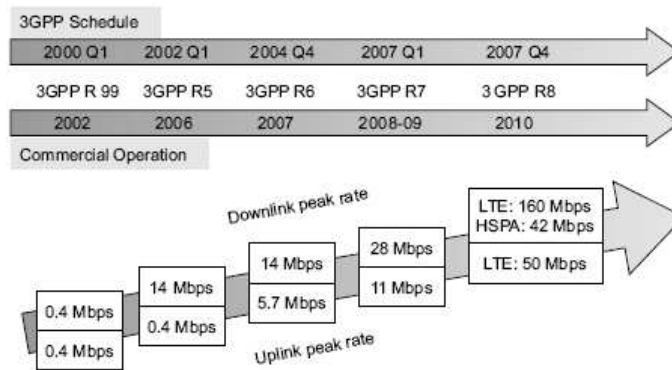 3GPP Schedule
2000 Q1 2002 Q1 2004 Q4 2007 Q1 2007 Q4
3GPP R 99 3GPP R5 3GPP R6 3GPP R7 3 GPP R8
2002 2006 2007 2008-09 2010
Commercial Operation
Downlink peak rate
LTE: 160 Mbps
HSPA: 42 Mbps
LTE: 50 Mbps
28 Mbps
11 Mbps
14 Mbps
5.7 Mbps
14 Mbps
0.4 Mbps
0.4 Mbps
0.4 Mbps
Uplink peak rate